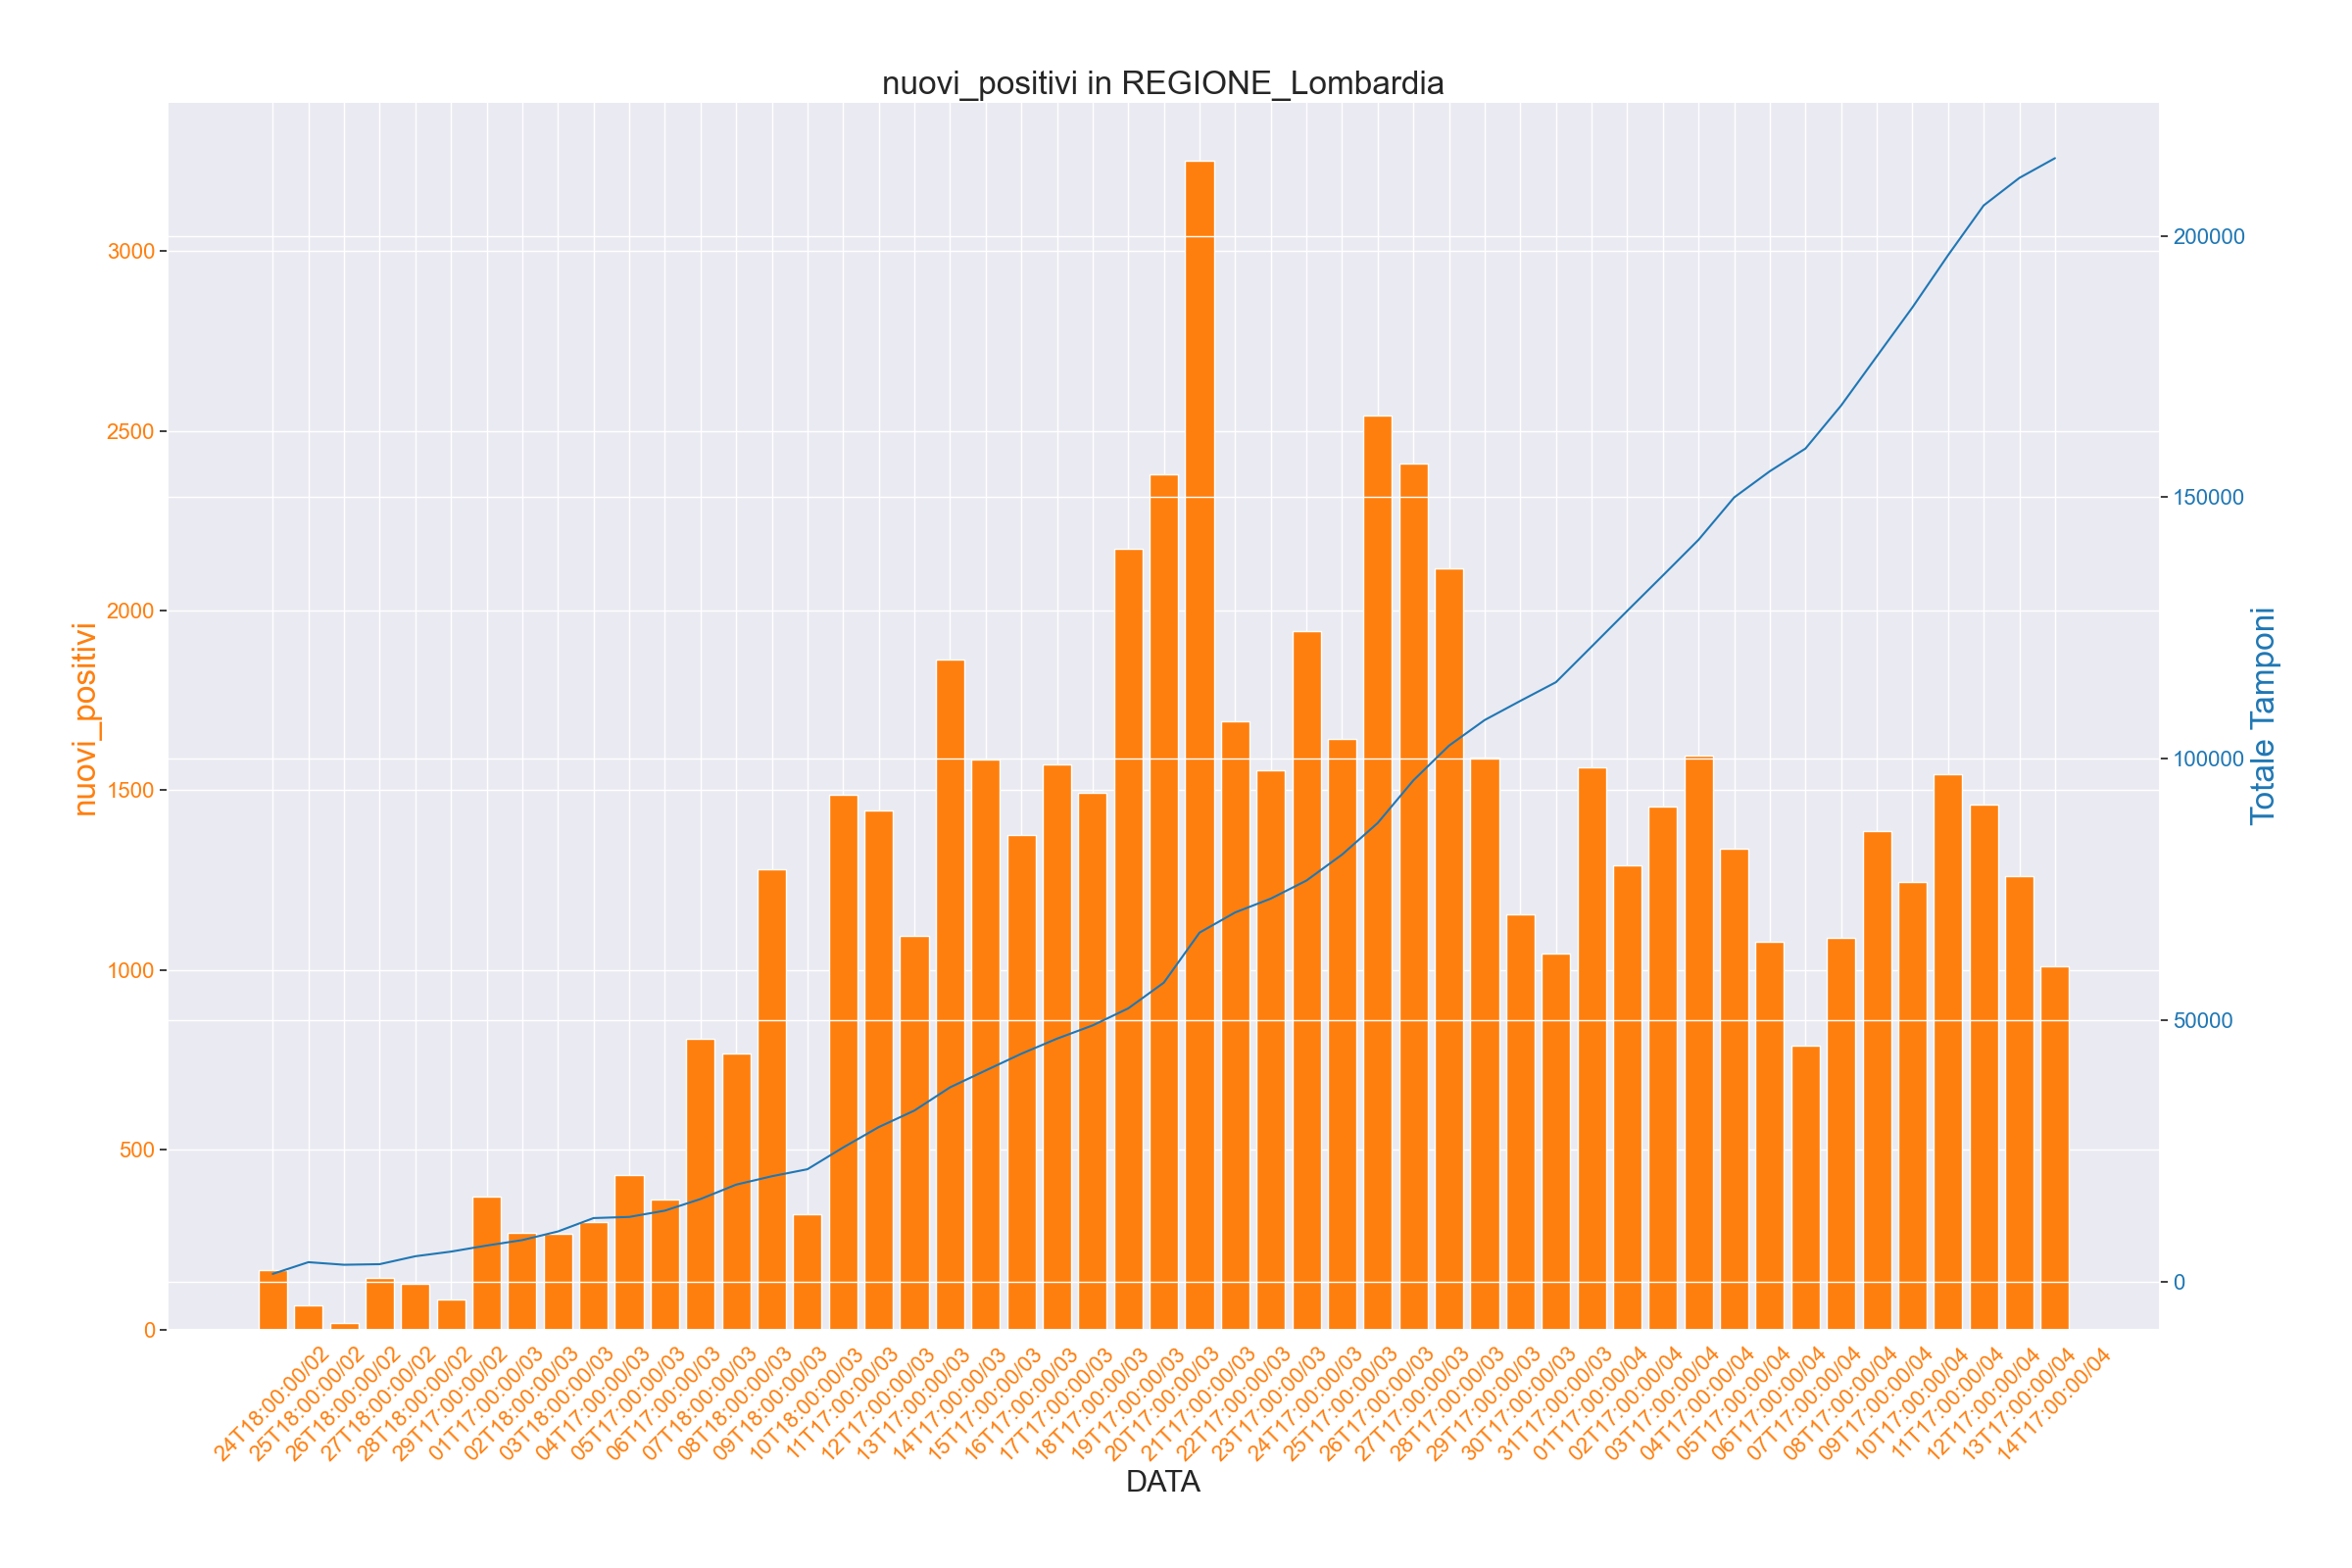 nuovi_positivi in REGIONE_Lombardia
3000
2500
2000
1500
1000
500
0
nuovi_positivi
200000
150000
100000
50000
0
Totale Tamponi
24T18:00:00/02
25T18:00:00/02
26T18:00:00/02
27T18:00:00/02
28T18:00:00/02
29T17:00:00/02
01T17:00:00/03
02T18:00:00/03
03T18:00:00/03
04T17:00:00/03
05T17:00:00/03
06T17:00:00/03
07T18:00:00/03
08T18:00:00/03
09T18:00:00/03
10T18:00:00/03
11T17:00:00/03
12T17:00:00/03
13T17:00:00/03
14T17:00:00/03
15T17:00:00/03
16T17:00:00/03
17T17:00:00/03
18T17:00:00/03
19T17:00:00/03
20T17:00:00/03
21T17:00:00/03
22T17:00:00/03
23T17:00:00/03
24T17:00:00/03
25T17:00:00/03
26T17:00:00/03
27T17:00:00/03
28T17:00:00/03
29T17:00:00/03
30T17:00:00/03
31T17:00:00/03
01T17:00:00/04
02T17:00:00/04
03T17:00:00/04
04T17:00:00/04
05T17:00:00/04
06T17:00:00/04
07T17:00:00/04
08T17:00:00/04
09T17:00:00/04
10T17:00:00/04
11T17:00:00/04
12T17:00:00/04
13T17:00:00/04
14T17:00:00/04
DATA